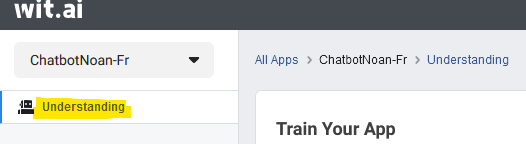 wit.ai
ChatbotNoan-Fr
All Apps > ChatbotNoan-Fr > Understanding
Understanding
Train Your App